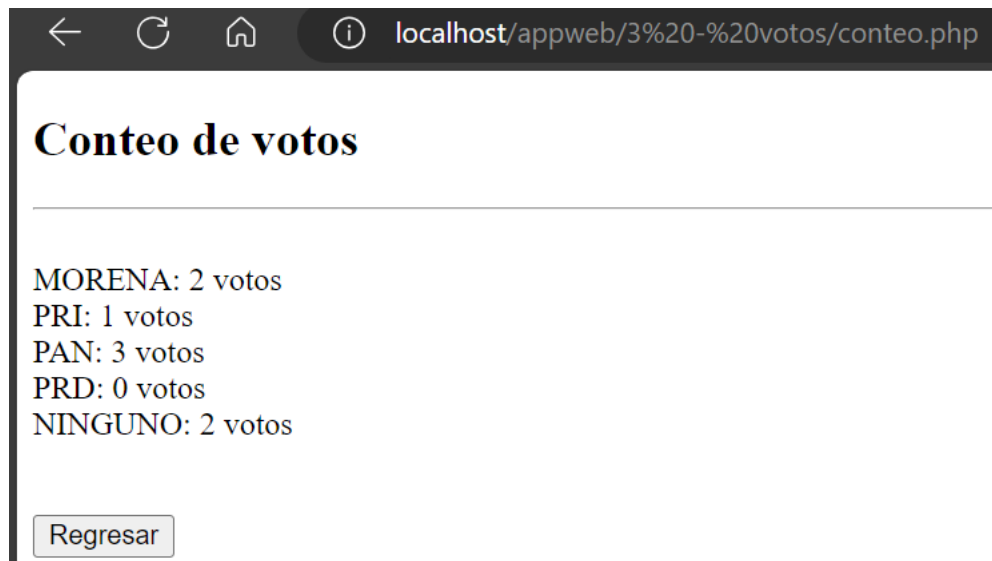 localhost/appweb/3%20-%20votos/conteo.php
Conteo de votos
MORENA: 2 votos
PRI: 1 votos
PAN: 3 votos
PRD: 0 votos
NINGUNO: 2 votos
Regresar